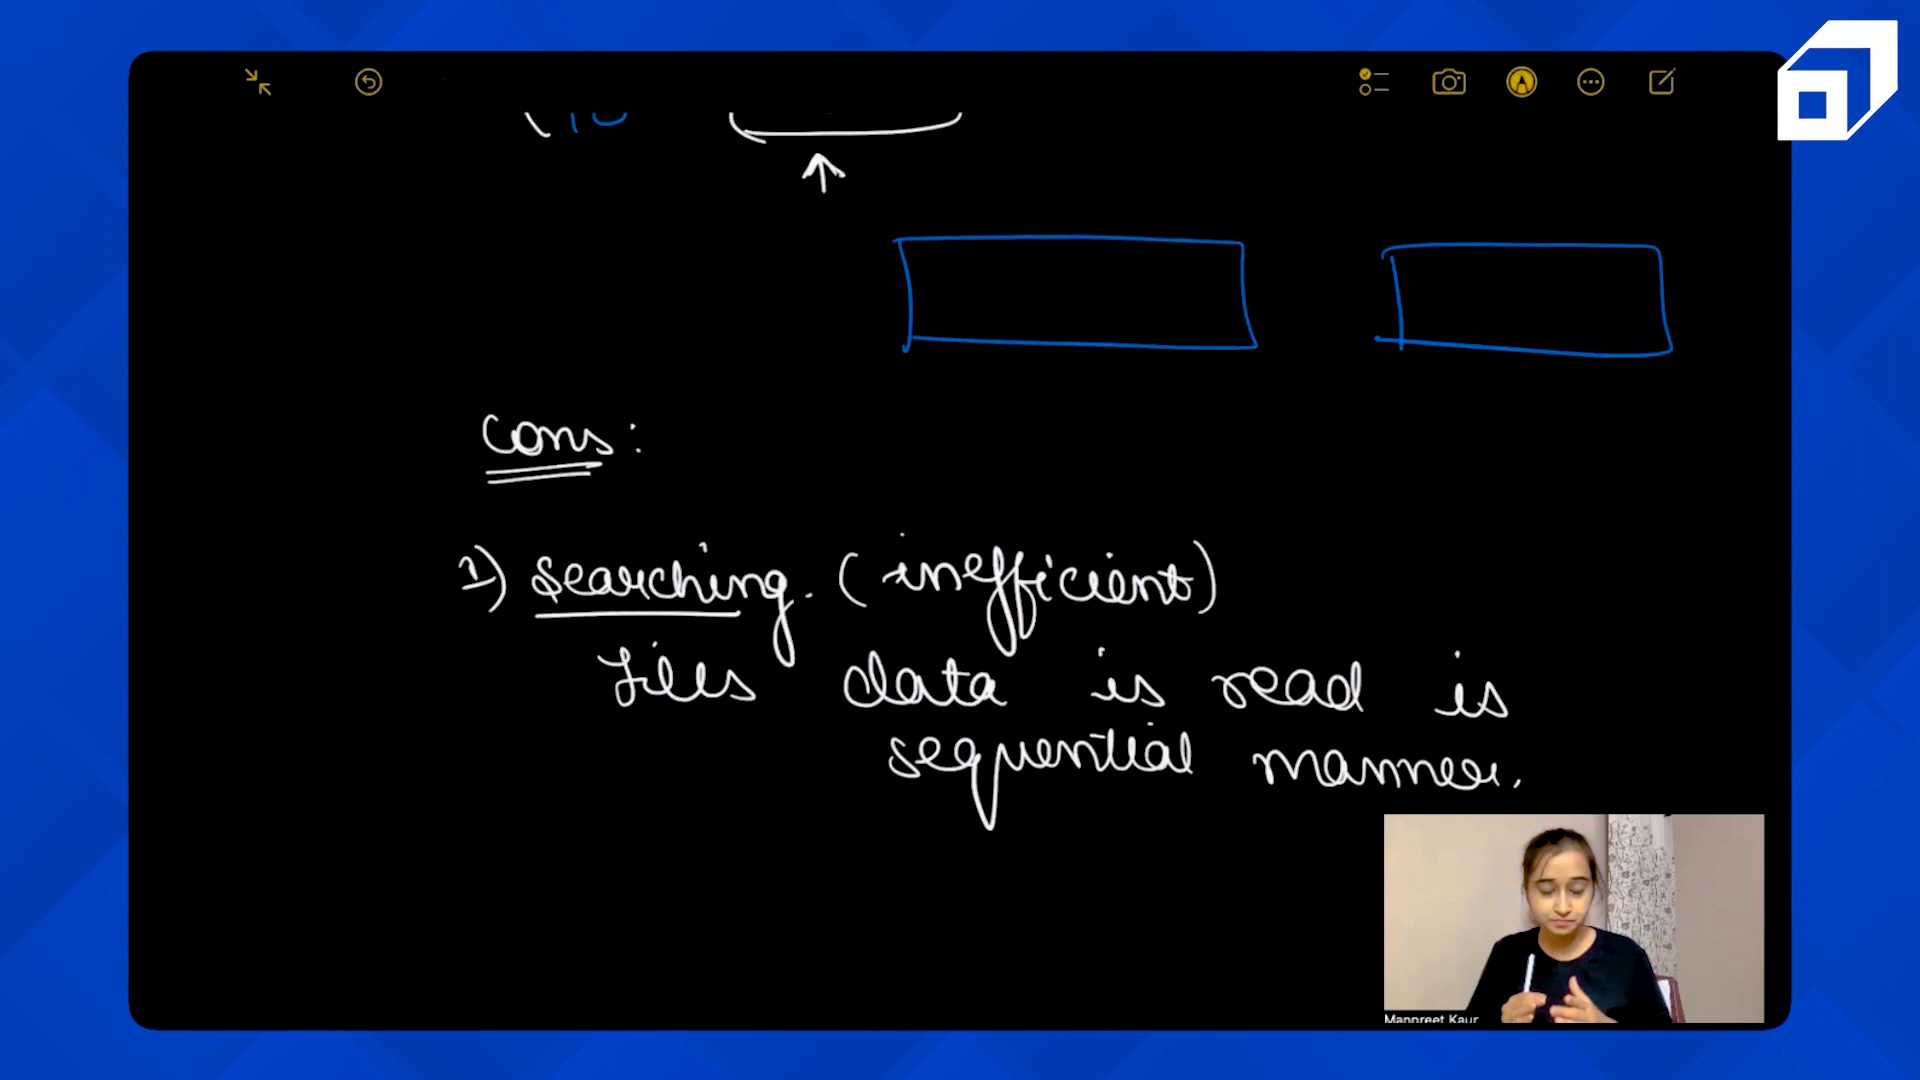 Cons:
1) searching. (inefficient)
files data is read is
sequential manner.
Manpreet Kaur